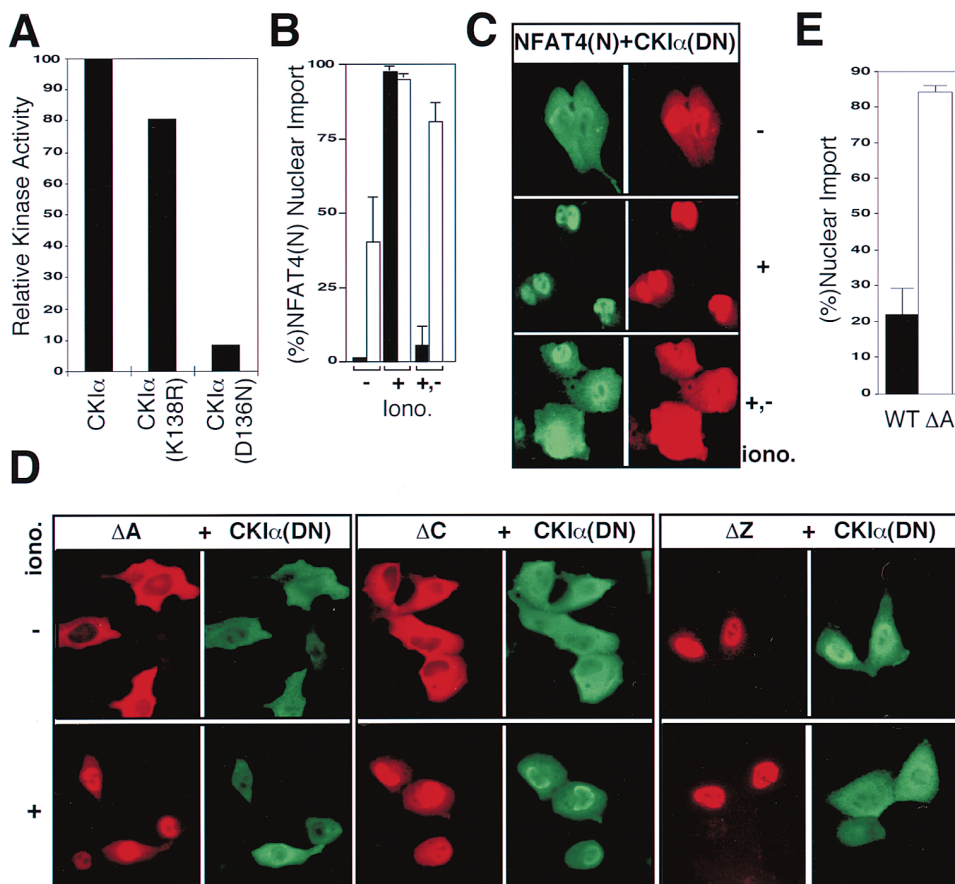 A
Relative Kinase Activity
100
90
80
70
60
50
40
30
20
10
0
CKIα
CKIα
(K138R)
CKIα
(D136N)
B
(%)NFAT4(N) Nuclear Import
100
75
50
25
0
- + +,-
Iono.
C
NFAT4(N)+CKIα(DN)
-
+
+,-
iono.
E
(%)Nuclear Import
90
80
70
60
50
40
30
20
10
0
WT ΔA
D
iono.
ΔA + CKIα(DN)
ΔC + CKIα(DN)
ΔZ + CKIα(DN)
-
+